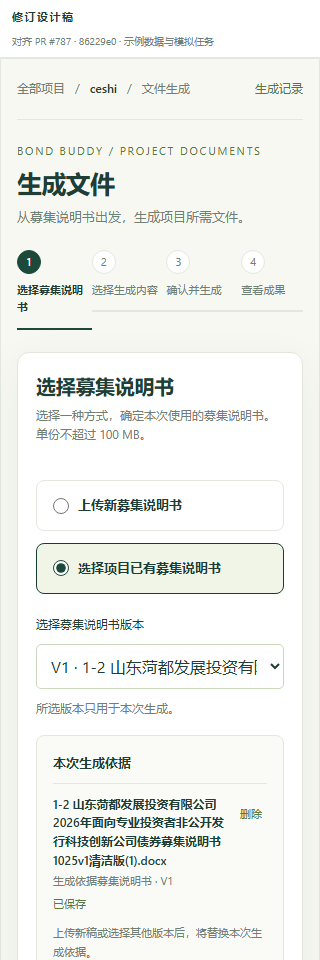 修订设计稿
对齐 PR #787 · 86229e0 · 示例数据与模拟任务
全部项目 / ceshi / 文件生成 生成记录
BOND BUDDY / PROJECT DOCUMENTS
生成文件
从募集说明书出发，生成项目所需文件。
1 2 3 4
选择募集说明书 选择生成内容 确认并生成 查看成果
选择募集说明书
选择一种方式，确定本次使用的募集说明书。
单份不超过 100 MB。
上传新募集说明书
选择项目已有募集说明书
选择募集说明书版本
V1 · 1-2 山东菏都发展投资有
所选版本只用于本次生成。
本次生成依据
1-2 山东菏都发展投资有限公司
2026年面向专业投资者非公开发
行科技创新公司债券募集说明书
1025v1清洁版(1).docx
删除
生成依据募集说明书 · V1
已保存
上传新稿或选择其他版本后，将替换本次生
成依据。